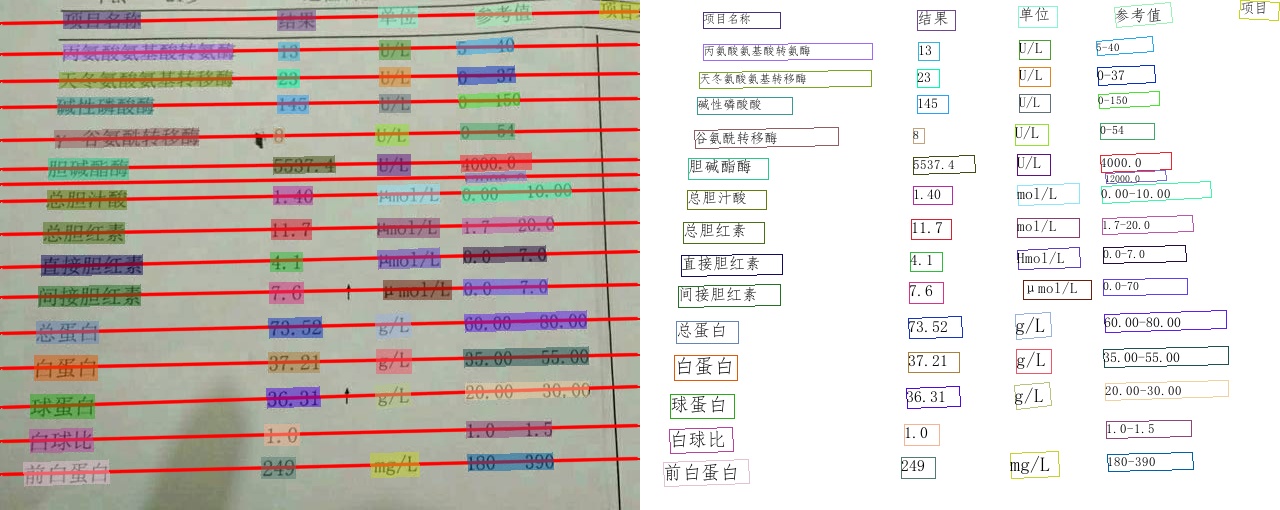 项目名称 结果 单位 参考值 项目
丙氨酸氨基酸转氨酶 13 U/L 5 40
天冬氨酸氨基转移酶 23 U/L 0 37
碱性磷酸酶 145 U/L 0 150
γ 谷氨酰转移酶 8 U/L 0 54
胆碱酯酶 5537.4 U/L 4000.0
总胆汁酸 1.40 μmol/L 0.00 10.00
总胆红素 11.7 μmol/L 1.7 20.0
直接胆红素 4.1 μmol/L 0.0 7.0
间接胆红素 7.6 ↑ μmol/L 0.0 7.0
总蛋白 73.52 g/L 60.00 80.00
白蛋白 37.21 g/L 35.00 55.00
球蛋白 36.31 ↑ g/L 20.00 30.00
白球比 1.0 1.0 1.5
前白蛋白 249 mg/L 180 390
项目名称 结果 单位 参考值 项目
丙氨酸氨基酸转氨酶 13 U/L 5-40
天冬氨酸氨基转移酶 23 U/L 0-37
碱性磷酸酸 145 U/L 0-150
谷氨酰转移酶 8 U/L 0-54
胆碱酯酶 5537.4 U/L 4000.0
12000.0
总胆汁酸 1.40 mol/L 0.00-10.00
总胆红素 11.7 mol/L 1.7-20.0
直接胆红素 4.1 Hmol/L 0.0-7.0
间接胆红素 7.6 μmol/L 0.0-70
总蛋白 73.52 g/L 60.00-80.00
白蛋白 37.21 g/L 35.00-55.00
球蛋白 36.31 g/L 20.00-30.00
白球比 1.0 1.0-1.5
前白蛋白 249 mg/L 180-390